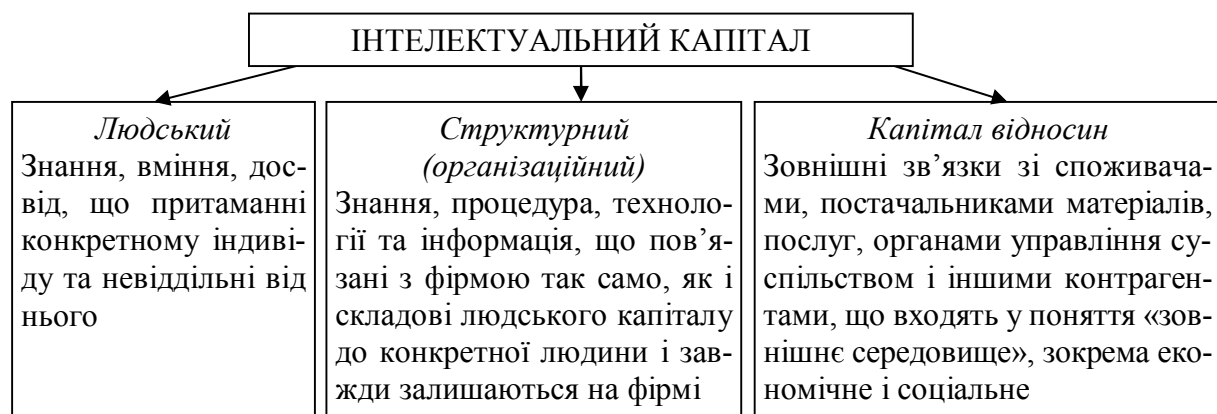 ІНТЕЛЕКТУАЛЬНИЙ КАПІТАЛ
Людський
Знання, вміння, дос-
від, що притаманні
конкретному індиві-
ду та невіддільні від
нього
Структурний
(організаційний)
Знання, процедура, техноло-
гії та інформація, що пов’я-
зані з фірмою так само, як і
складові людського капіталу
до конкретної людини і зав-
жди залишаються на фірмі
Капітал відносин
Зовнішні зв’язки зі споживача-
ми, постачальниками матеріалів,
послуг, органами управління су-
спільством і іншими контраген-
тами, що входять у поняття «зов-
нішнє середовище», зокрема еко-
номічне і соціальне